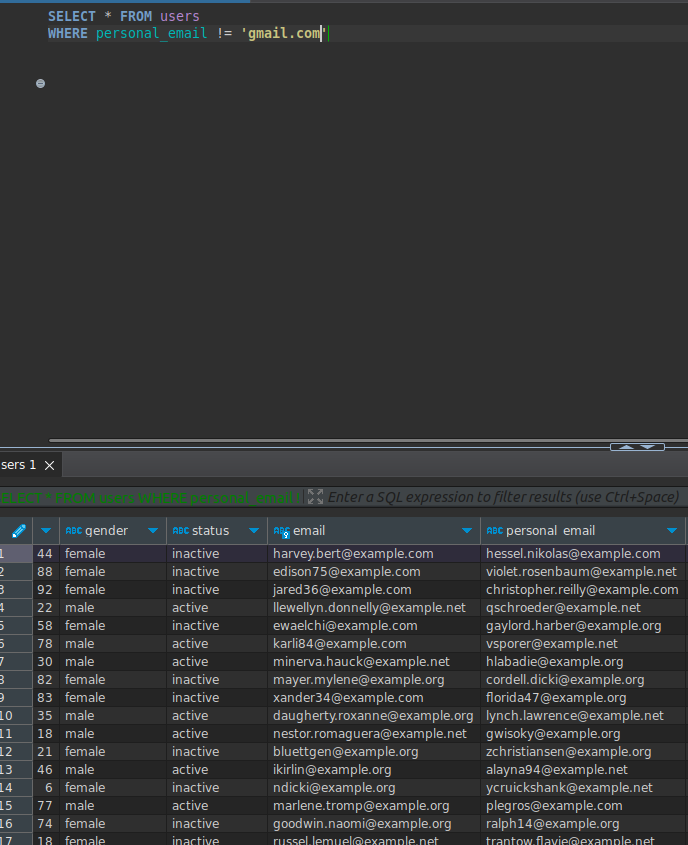 SELECT * FROM users
WHERE personal_email != 'gmail.com'
sers 1
ELECT * FROM users WHERE personal_email ! Enter a SQL expression to filter results (use Ctrl+Space)
ABC gender ABC status ABC email ABC personal email
1 44 female inactive harvey.bert@example.com hessel.nikolas@example.com
2 88 female inactive edison75@example.com violet.rosenbaum@example.net
3 92 female inactive jared36@example.com christopher.reilly@example.com
4 22 male active llewellyn.donnelly@example.net qschroeder@example.net
5 58 female inactive ewaelchi@example.com gaylord.harber@example.org
6 78 male active karli84@example.com vsporer@example.net
7 30 male active minerva.hauck@example.net hlabadie@example.org
8 82 female inactive mayer.mylene@example.org cordell.dicki@example.org
9 83 female inactive xander34@example.com florida47@example.org
10 35 male active daugherty.roxanne@example.org lynch.lawrence@example.net
11 18 male active nestor.romaguera@example.net gwisoky@example.org
12 21 female inactive bluettgen@example.org zchristiansen@example.org
13 46 male active ikirlin@example.org alayna94@example.net
14 6 female inactive ndicki@example.org ycruickshank@example.net
15 77 male active marlene.tromp@example.org plegros@example.com
16 74 female inactive goodwin.naomi@example.org ralph14@example.org
17 18 female inactive russel.lemuel@example.net trantow.flavie@example.net